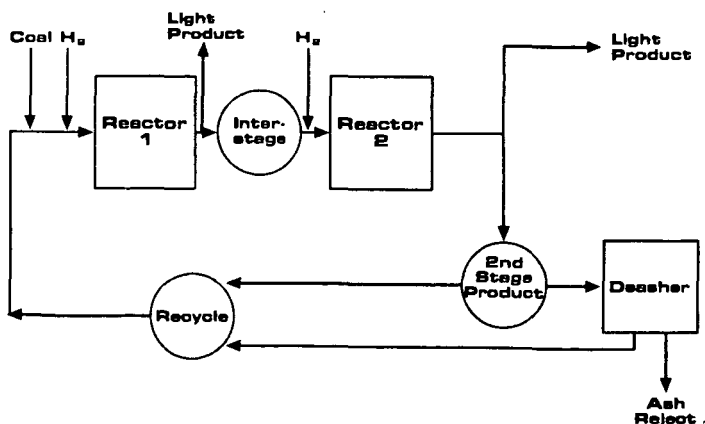 Light
Product
Coal H₂
H₂
Light
Product
Reactor
1
Inter-
stage
Reactor
2
2nd
Stage
Product
Deasher
Recycle
Ash
Reject